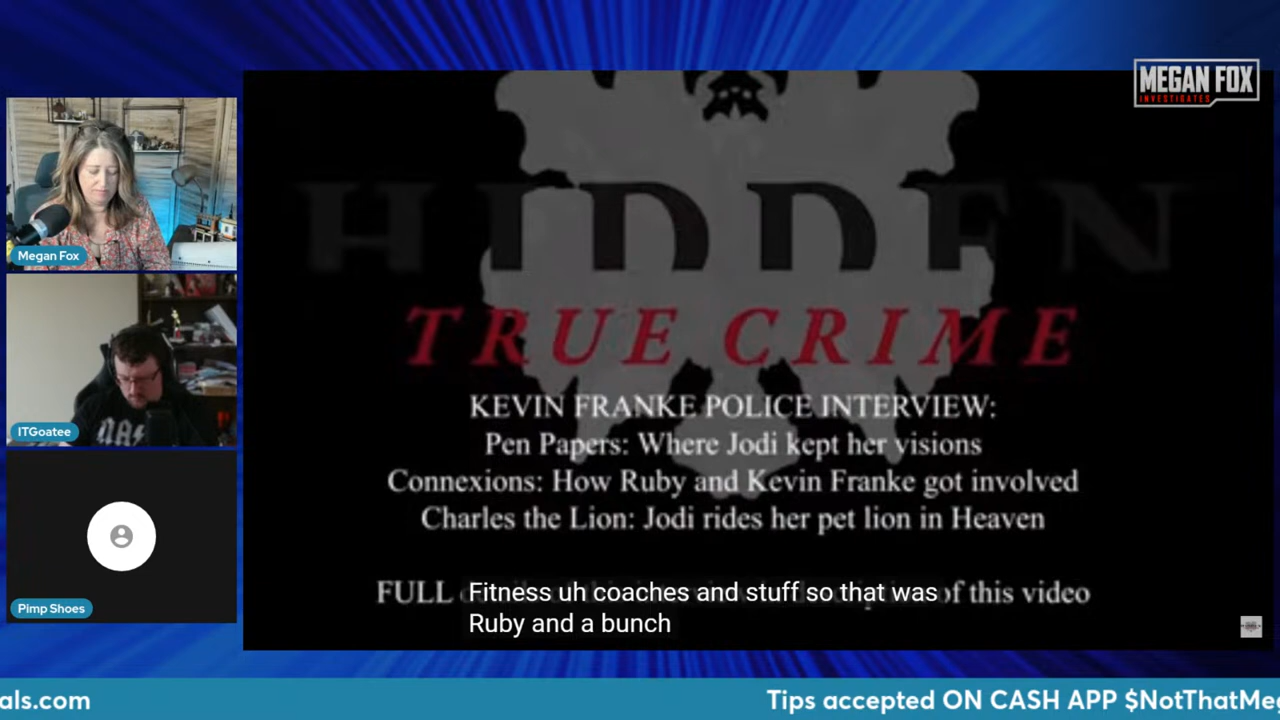 MEGAN FOX
INVESTIGATES
Megan Fox
ITGoatee
Pimp Shoes
HIDDEN
TRUE CRIME
KEVIN FRANKE POLICE INTERVIEW:
Pen Papers: Where Jodi kept her visions
Connexions: How Ruby and Kevin Franke got involved
Charles the Lion: Jodi rides her pet lion in Heaven
FULL of this video
Fitness uh coaches and stuff so that was
Ruby and a bunch
als.com
Tips accepted ON CASH APP $NotThatMeg